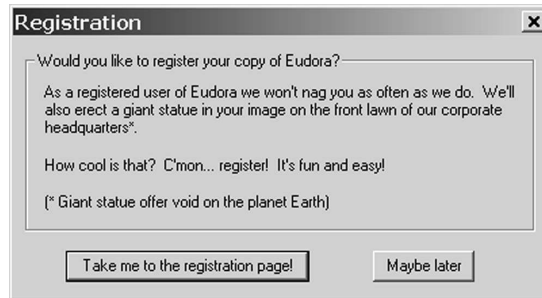 Registration
Would you like to register your copy of Eudora?
As a registered user of Eudora we won't nag you as often as we do. We'll
also erect a giant statue in your image on the front lawn of our corporate
headquarters*.
How cool is that? C'mon... register! It's fun and easy!
(* Giant statue offer void on the planet Earth)
Take me to the registration page!
Maybe later